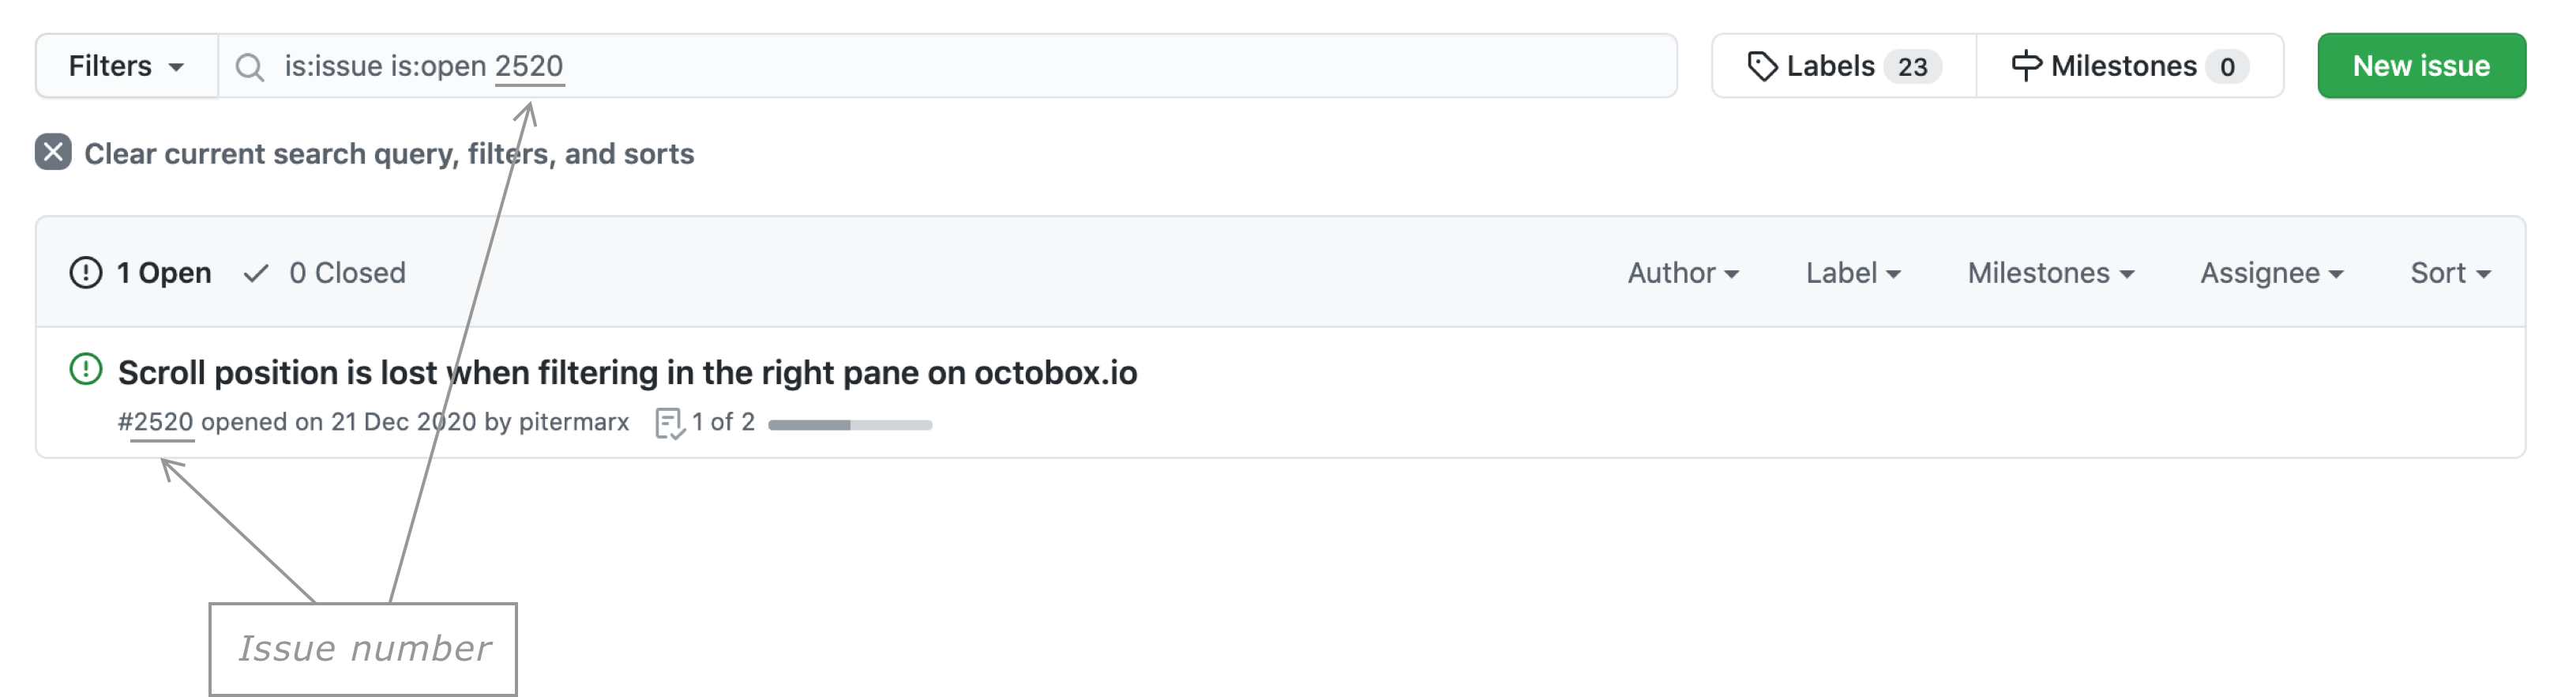 Filters is:issue is:open 2520 Labels 23 Milestones 0 New issue
Clear current search query, filters, and sorts
1 Open 0 Closed Author Label Milestones Assignee Sort
Scroll position is lost when filtering in the right pane on octobox.io
#2520 opened on 21 Dec 2020 by pitermarx 1 of 2
Issue number